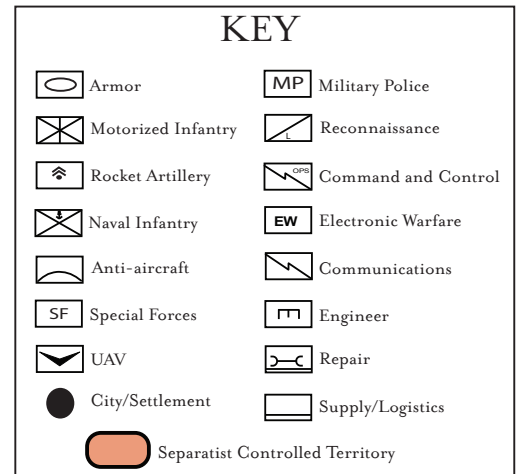 KEY
Armor
MP Military Police
Motorized Infantry
L Reconnaissance
Rocket Artillery
OPS Command and Control
Naval Infantry
EW Electronic Warfare
Anti-aircraft
Communications
SF Special Forces
Engineer
UAV
Repair
City/Settlement
Supply/Logistics
Separatist Controlled Territory